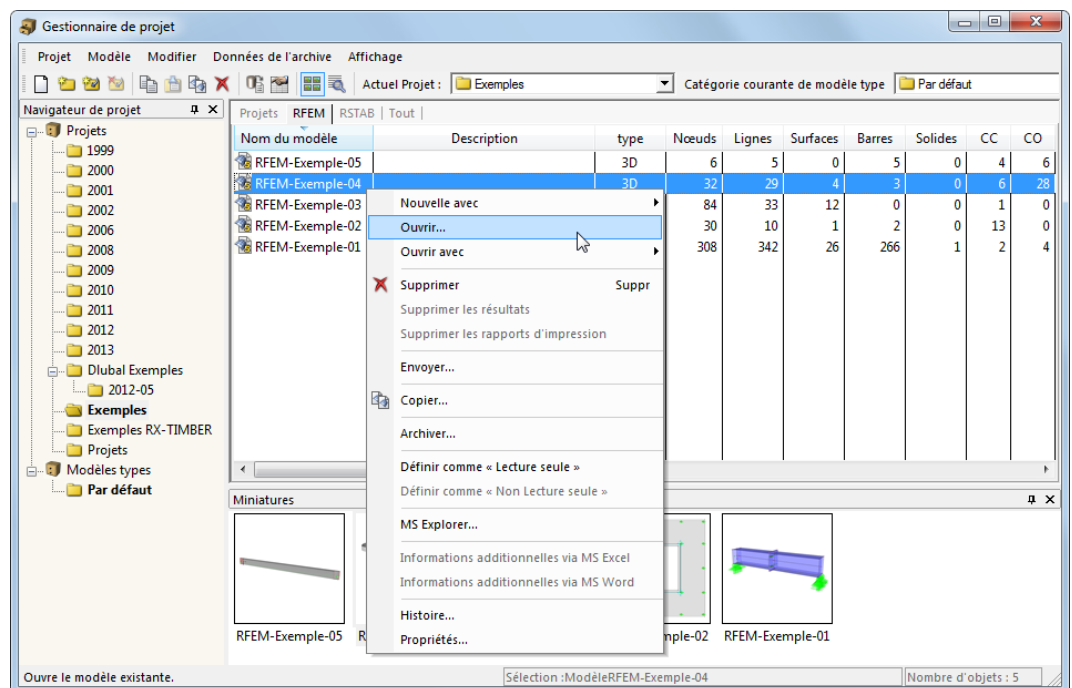 Gestionnaire de projet
Projet Modèle Modifier Données de l'archive Affichage
Actuel Projet : Exemples Catégorie courante de modèle type Par défaut
Navigateur de projet
Projets
1999
2000
2001
2002
2006
2008
2009
2010
2011
2012
2013
Dlubal Exemples
2012-05
Exemples
Exemples RX-TIMBER
Projets
Modèles types
Par défaut
Projets RFEM RSTAB Tout
Nom du modèle Description type Nœuds Lignes Surfaces Barres Solides CC CO
RFEM-Exemple-05 3D 6 5 0 5 0 4 6
RFEM-Exemple-04 3D 32 29 4 3 0 6 28
RFEM-Exemple-03 84 33 12 0 0 1 0
RFEM-Exemple-02 30 10 1 2 0 13 0
RFEM-Exemple-01 308 342 26 266 1 2 4
Nouvelle avec
Ouvrir...
Ouvrir avec
Supprimer Suppr
Supprimer les résultats
Supprimer les rapports d'impression
Envoyer...
Copier...
Archiver...
Définir comme « Lecture seule »
Définir comme « Non Lecture seule »
MS Explorer...
Informations additionnelles via MS Excel
Informations additionnelles via MS Word
Histoire...
Propriétés...
Miniatures
RFEM-Exemple-05 R mple-02 RFEM-Exemple-01
Ouvre le modèle existante. Sélection :ModèleRFEM-Exemple-04 Nombre d'objets : 5